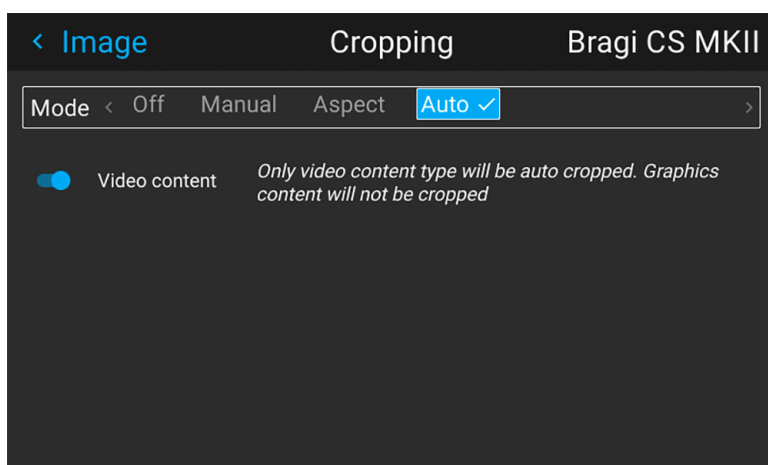 Image Cropping Bragi CS MKII
Mode Off Manual Aspect Auto
Video content Only video content type will be auto cropped. Graphics
content will not be cropped